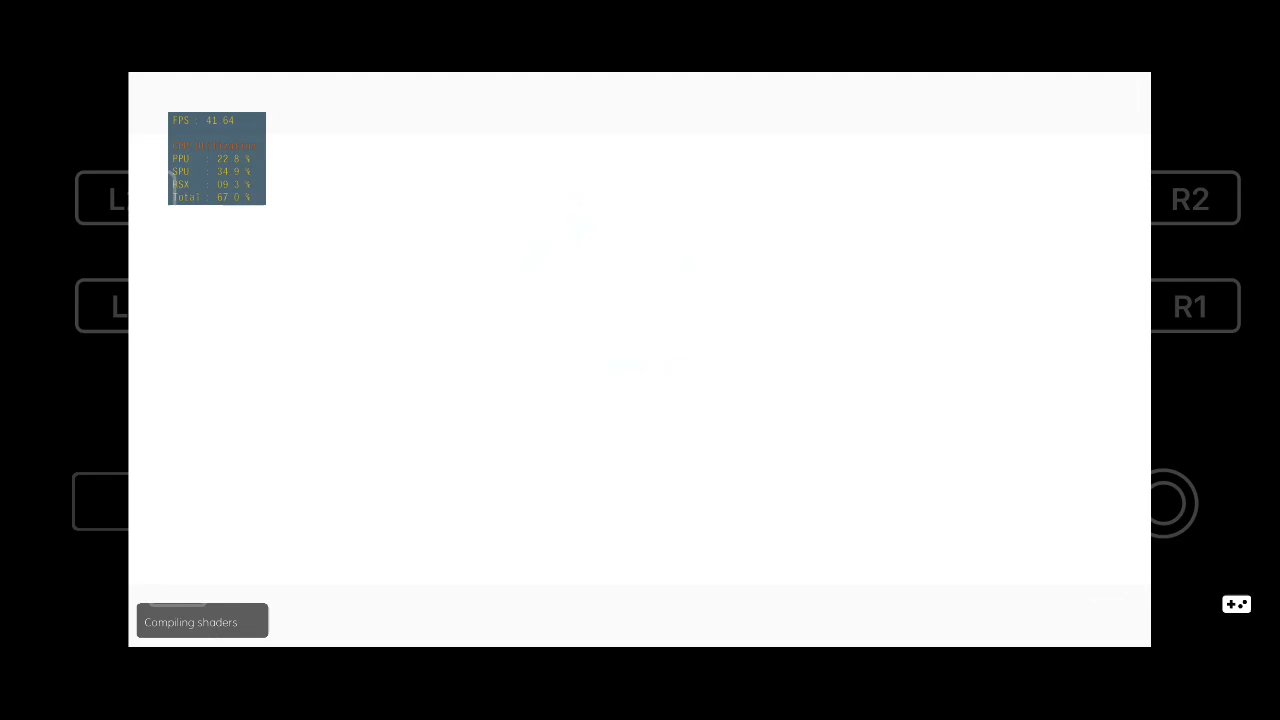 FPS : 41.64
PPU : 22.8 %
SPU : 34.9 %
RSX : 09.3 %
Total : 67.0 %
R2
R1
Compiling shaders